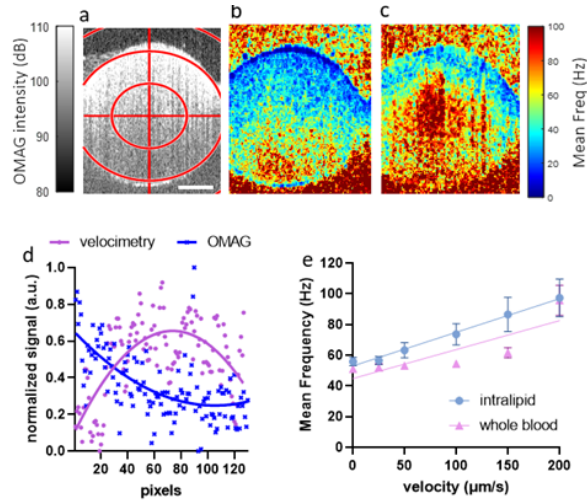 a
b
c
OMAG intensity (dB)
110
100
90
80
Mean Freq (Hz)
100
80
60
40
20
0
d
velocimetry
OMAG
normalized signal (a.u.)
1.0
0.8
0.6
0.4
0.2
0.0
20 40 60 80 100 120
pixels
e
Mean Frequency (Hz)
120
100
80
60
40
20
0
0 50 100 150 200
velocity (µm/s)
intralipid
whole blood